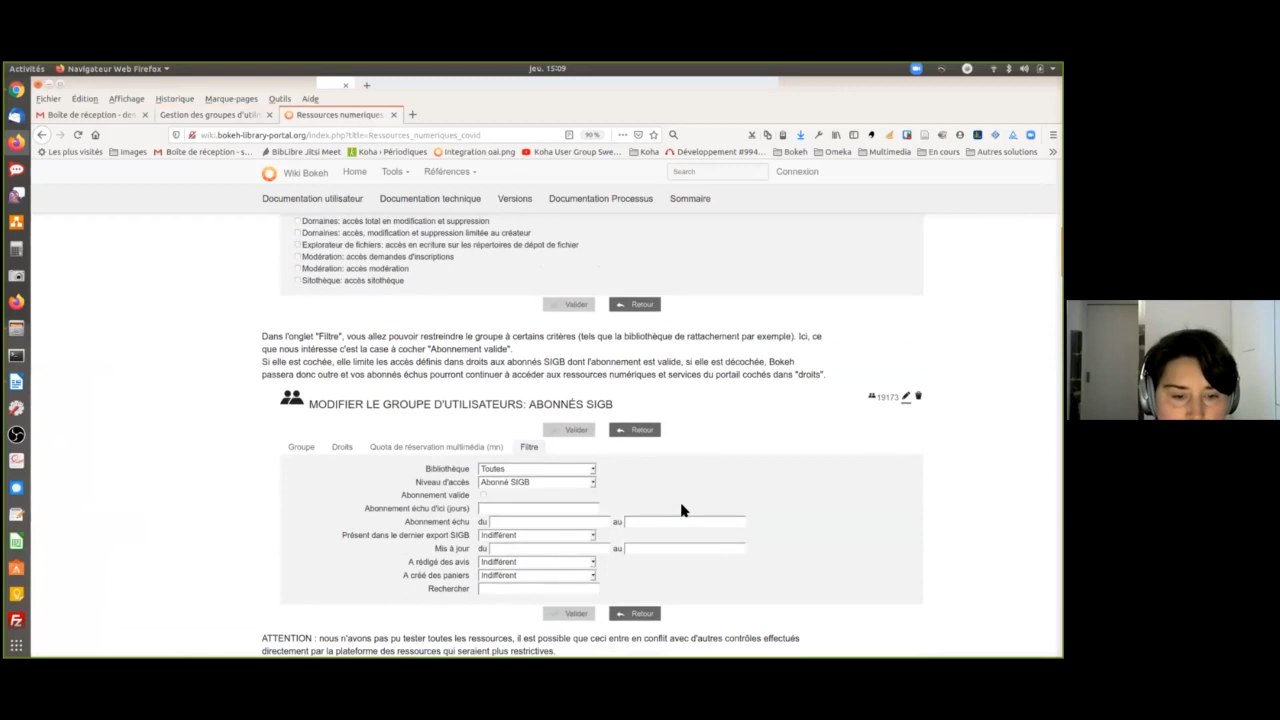 Activités Navigateur Web Firefox jeu. 15:09
Fichier Édition Affichage Historique Marque-pages Outils Aide
Boîte de réception - des Gestion des groupes d'util Ressources numeriques
wiki.bokeh-library-portal.org/index.php?title=Ressources_numeriques_covid 90 %
Les plus visités Images Boîte de réception - s... BibLibre Jitsi Meet Koha › Périodiques Integration oai.png Koha User Group Swe... Koha Développement #994... Bokeh Omeka Multimedia En cours Autres solutions
Wiki Bokeh Home Tools Références Search Connexion
Documentation utilisateur Documentation technique Versions Documentation Processus Sommaire
Domaines: accès total en modification et suppression
Domaines: accès, modification et suppression limitée au créateur
Explorateur de fichiers: accès en ecriture sur les répertoires de dépot de fichier
Modération: accès demandes d'inscriptions
Modération: accès modération
Sitothèque: accès sitothèque
Valider Retour
Dans l'onglet "Filtre", vous allez pouvoir restreindre le groupe à certains critères (tels que la bibliothèque de rattachement par exemple). Ici, ce
que nous intéresse c'est la case à cocher "Abonnement valide".
Si elle est cochée, elle limite les accès définis dans droits aux abonnés SIGB dont l'abonnement est valide, si elle est décochée, Bokeh
passera donc outre et vos abonnés échus pourront continuer à accéder aux ressources numériques et services du portail cochés dans "droits".
MODIFIER LE GROUPE D'UTILISATEURS: ABONNÉS SIGB 19173
Valider Retour
Groupe Droits Quota de réservation multimédia (mn) Filtre
Bibliothèque Toutes
Niveau d'accès Abonné SIGB
Abonnement valide
Abonnement échu d'ici (jours)
Abonnement échu du au
Présent dans le dernier export SIGB Indifférent
Mis à jour du au
A rédigé des avis Indifférent
A créé des paniers Indifférent
Rechercher
Valider Retour
ATTENTION : nous n'avons pas pu tester toutes les ressources, il est possible que ceci entre en conflit avec d'autres contrôles effectués
directement par la plateforme des ressources qui seraient plus restrictives.